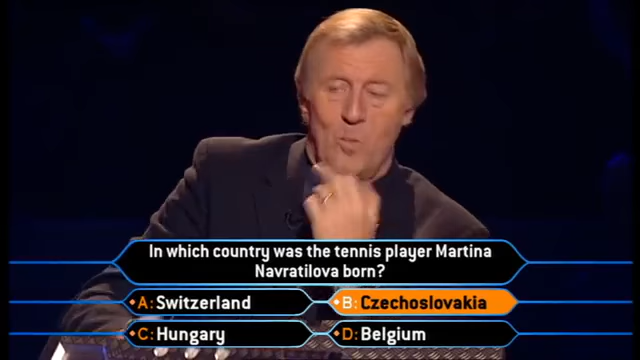 In which country was the tennis player Martina
Navratilova born?
A: Switzerland
B: Czechoslovakia
C: Hungary
D: Belgium